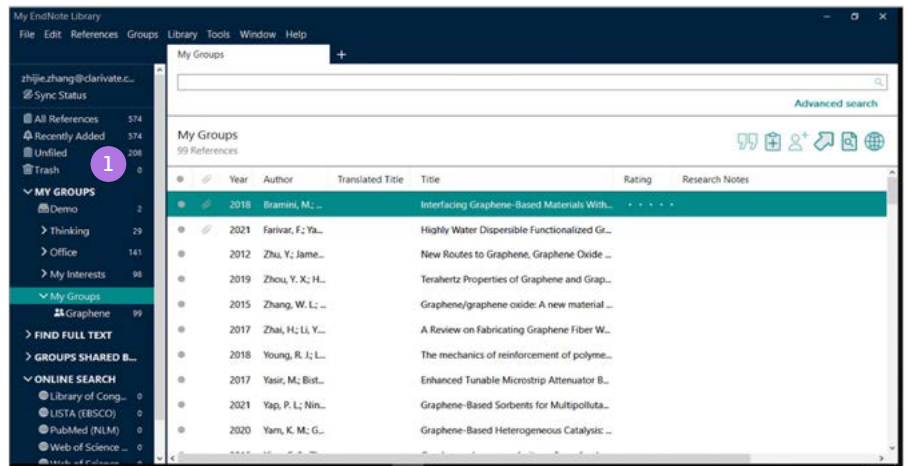 My EndNote Library
File Edit References Groups Library Tools Window Help
My Groups +
zhijie.zhang@clarivate.c...
Sync Status
Advanced search
All References 574
Recently Added 574
Unfiled 208
Trash 0
1
My Groups
99 References
Year Author Translated Title Title Rating Research Notes
MY GROUPS
Demo 2
Thinking 29
Office 141
My Interests 98
My Groups
Graphene 99
FIND FULL TEXT
GROUPS SHARED B...
ONLINE SEARCH
Library of Cong... 0
LISTA (EBSCO) 0
PubMed (NLM) 0
Web of Science ... 0
2018 Bramini, M.; ... Interfacing Graphene-Based Materials With...
2021 Farivar, F.; Ya... Highly Water Dispersible Functionalized Gr...
2012 Zhu, Y.; Jame... New Routes to Graphene, Graphene Oxide ...
2019 Zhou, Y. X.; H... Terahertz Properties of Graphene and Grap...
2015 Zhang, W. L.; ... Graphene/graphene oxide: A new material ...
2017 Zhai, H.; Li, Y.... A Review on Fabricating Graphene Fiber W...
2018 Young, R. J.; L... The mechanics of reinforcement of polyme...
2017 Yasir, M.; Bist... Enhanced Tunable Microstrip Attenuator B...
2021 Yap, P. L.; Nin... Graphene-Based Sorbents for Multipolluta...
2020 Yam, K. M.; G... Graphene-Based Heterogeneous Catalysis: ...